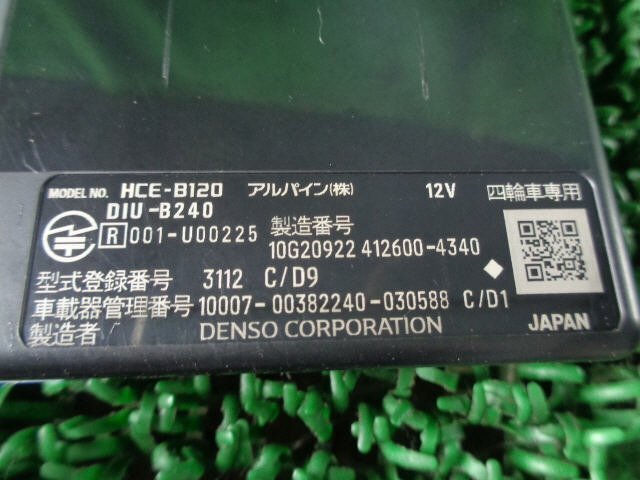 MODEL NO. HCE-B120 アルパイン(株) 12V 四輪車専用
DIU-B240
R 001-U00225 製造番号
10G20922 412600-4340
型式登録番号 3112 C/D9
車載器管理番号 10007-00382240-030588 C/D1
製造者 DENSO CORPORATION JAPAN